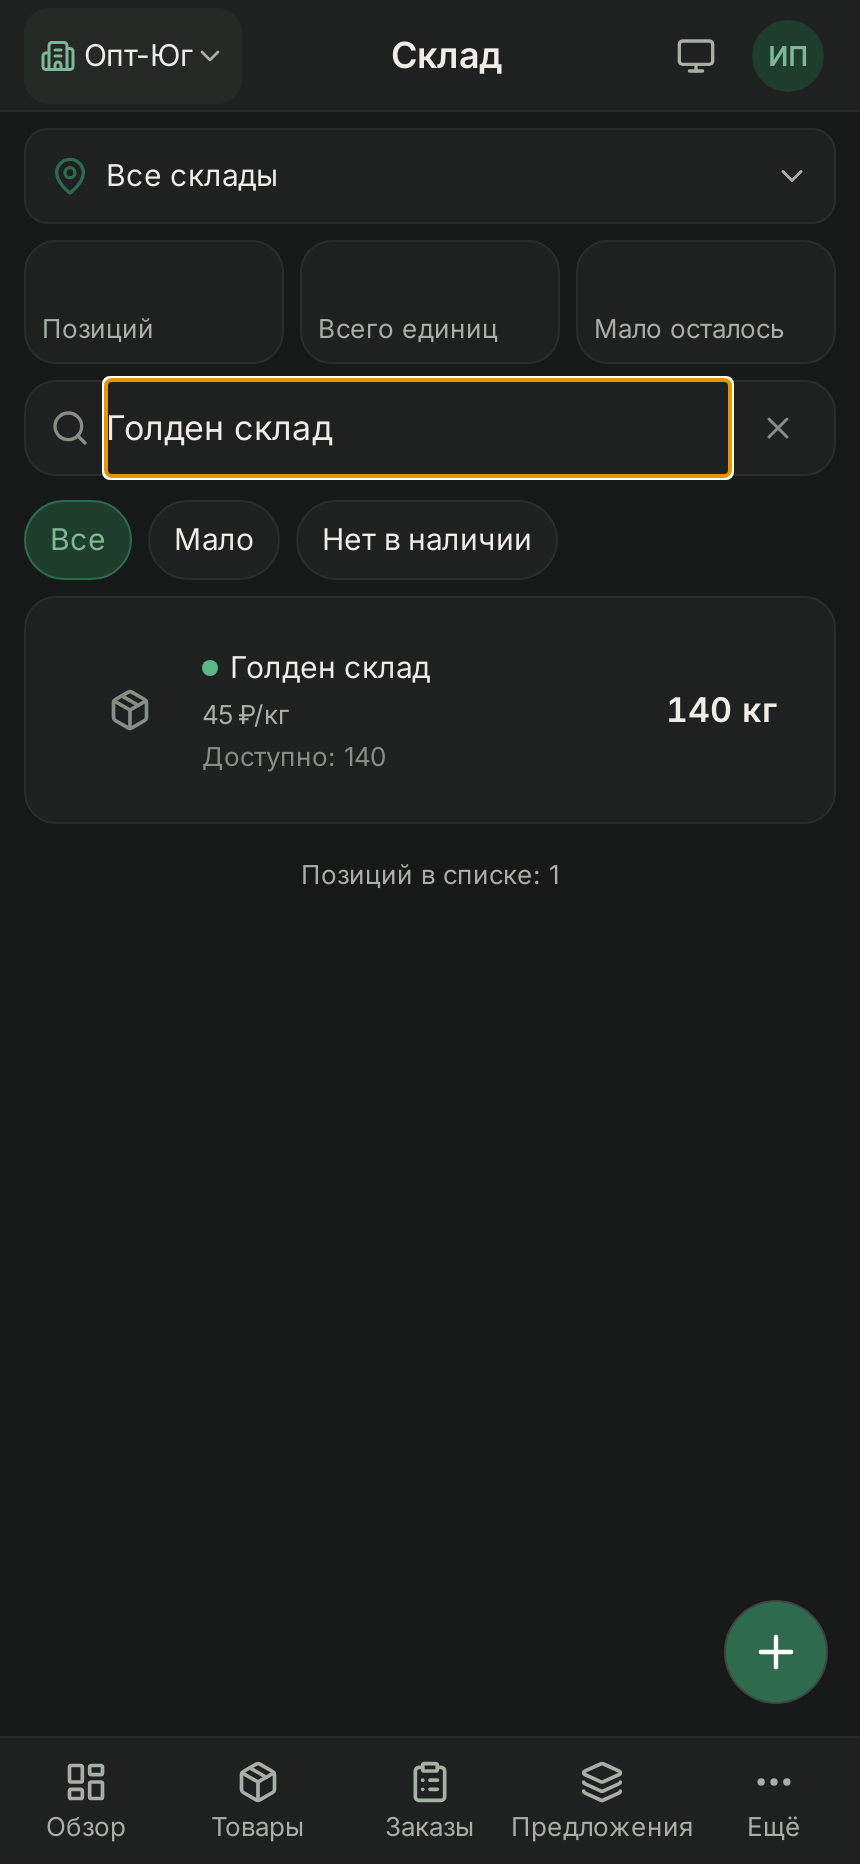 Опт-Юг
Склад
ИП
Все склады
Позиций
Всего единиц
Мало осталось
Голден склад
Все
Мало
Нет в наличии
Голден склад
45 ₽/кг
Доступно: 140
140 кг
Позиций в списке: 1
Обзор
Товары
Заказы
Предложения
Ещё